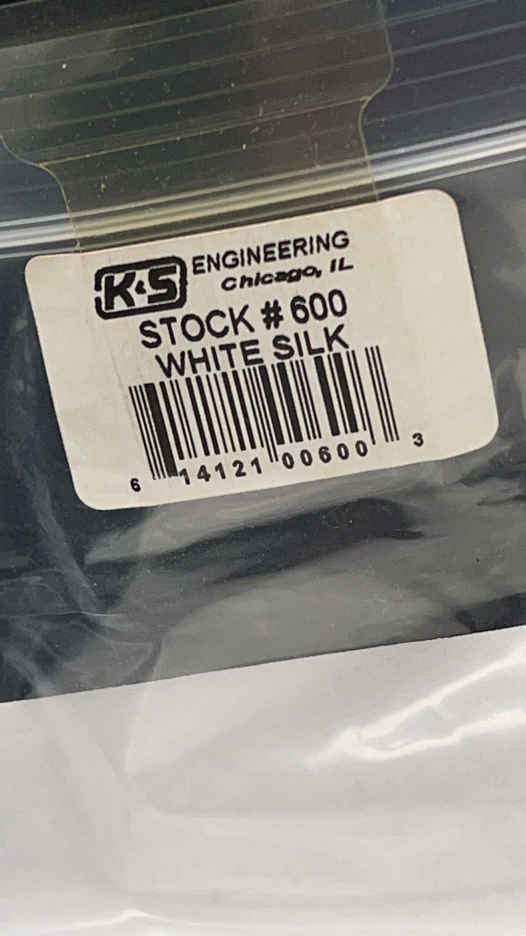 K&S ENGINEERING
Chicago, IL
STOCK # 600
WHITE SILK
6 14121 00600 3